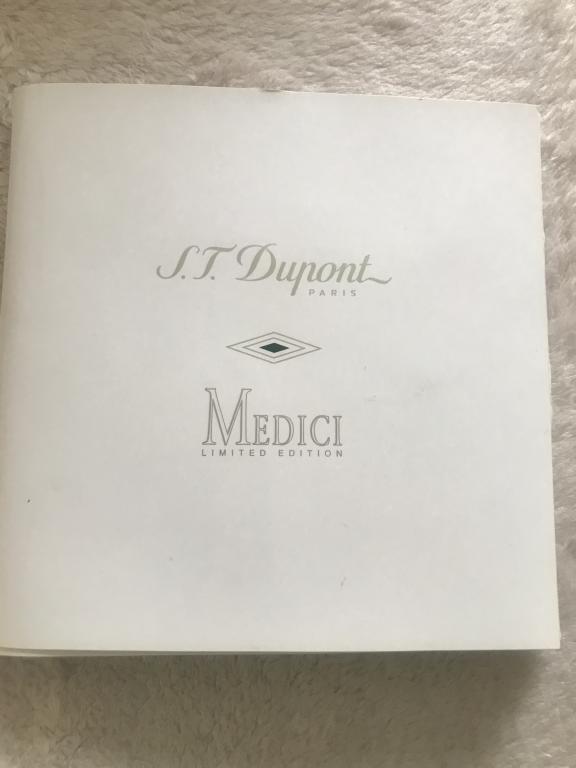 S.T. Dupont
PARIS
MEDICI
LIMITED EDITION